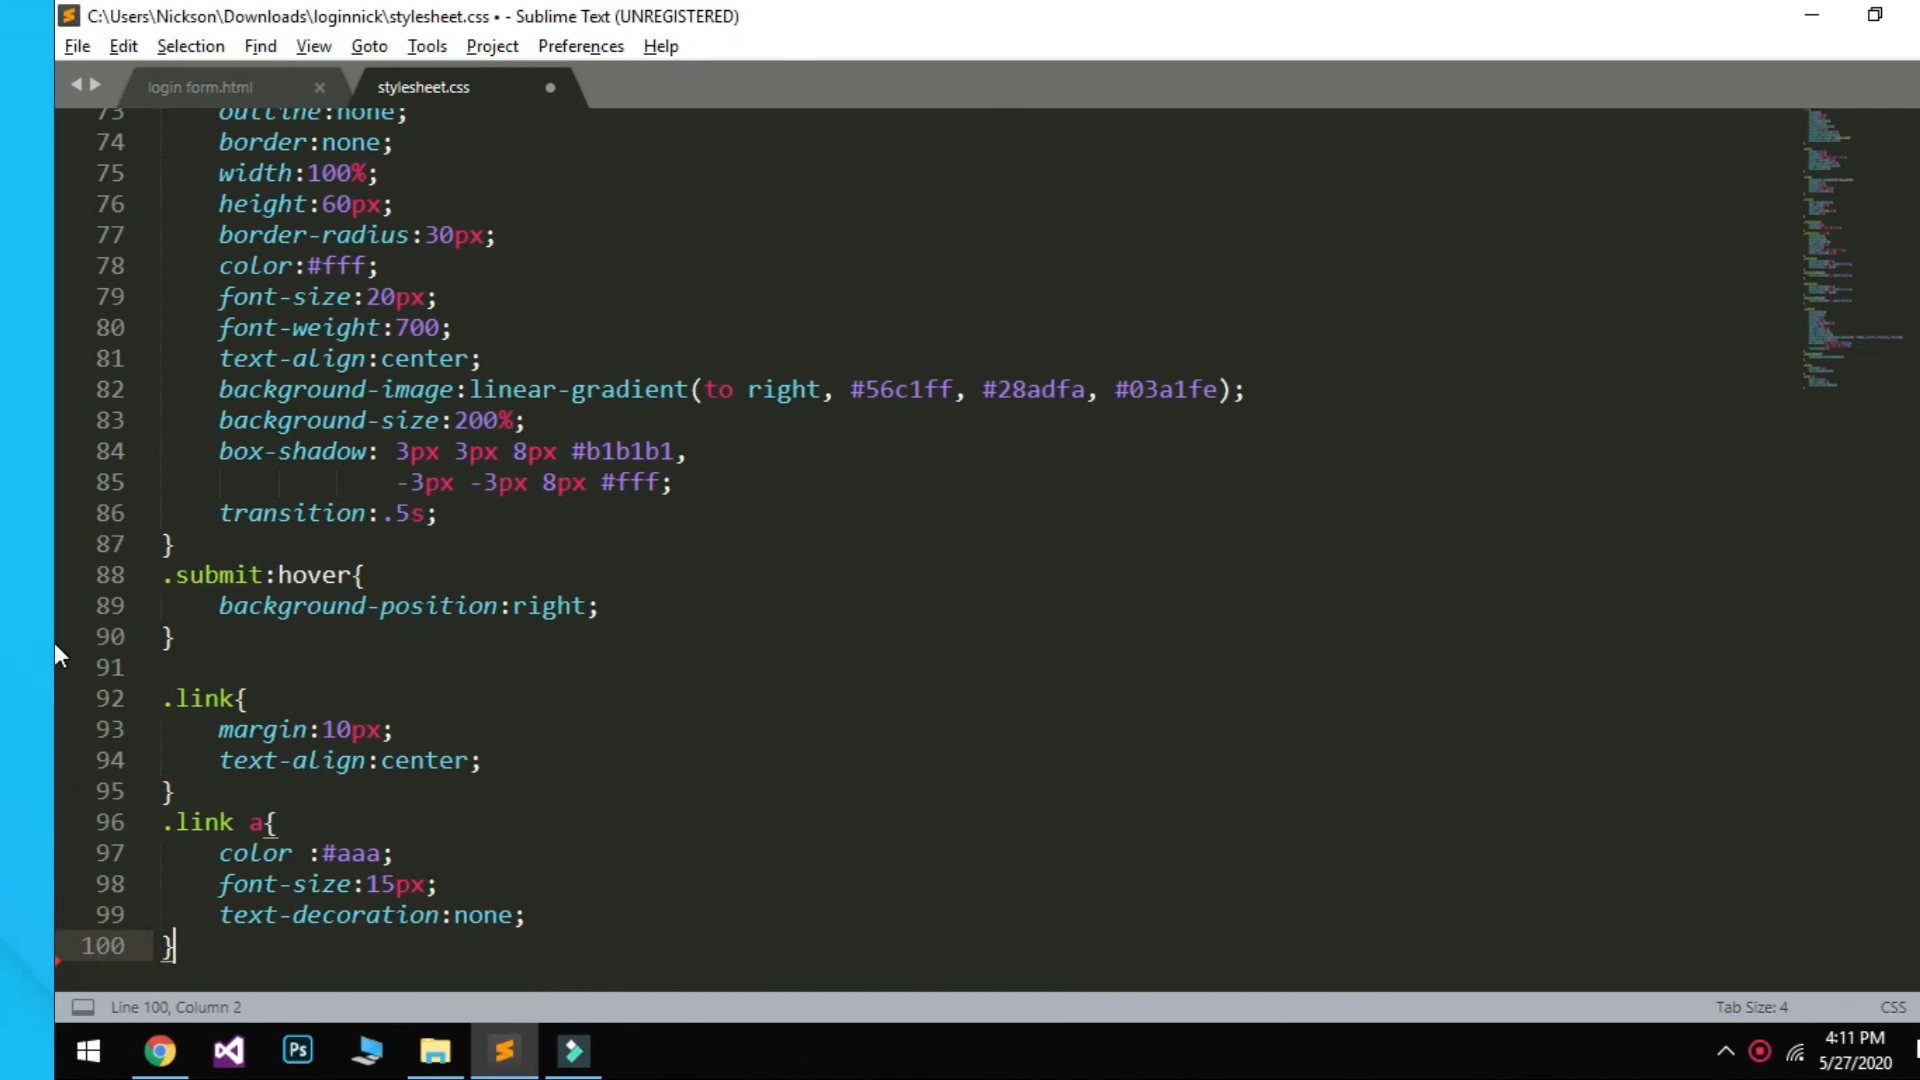 C:\Users\Nickson\Downloads\loginnick\stylesheet.css • - Sublime Text (UNREGISTERED)
File Edit Selection Find View Goto Tools Project Preferences Help
login form.html × stylesheet.css
73 outline:none;
74 border:none;
75 width:100%;
76 height:60px;
77 border-radius:30px;
78 color:#fff;
79 font-size:20px;
80 font-weight:700;
81 text-align:center;
82 background-image:linear-gradient(to right, #56c1ff, #28adfa, #03a1fe);
83 background-size:200%;
84 box-shadow: 3px 3px 8px #b1b1b1,
85 -3px -3px 8px #fff;
86 transition:.5s;
87 }
88 .submit:hover{
89 background-position:right;
90 }
91
92 .link{
93 margin:10px;
94 text-align:center;
95 }
96 .link a{
97 color :#aaa;
98 font-size:15px;
99 text-decoration:none;
100 }
Line 100, Column 2 Tab Size: 4 CSS
Ps
4:11 PM
5/27/2020